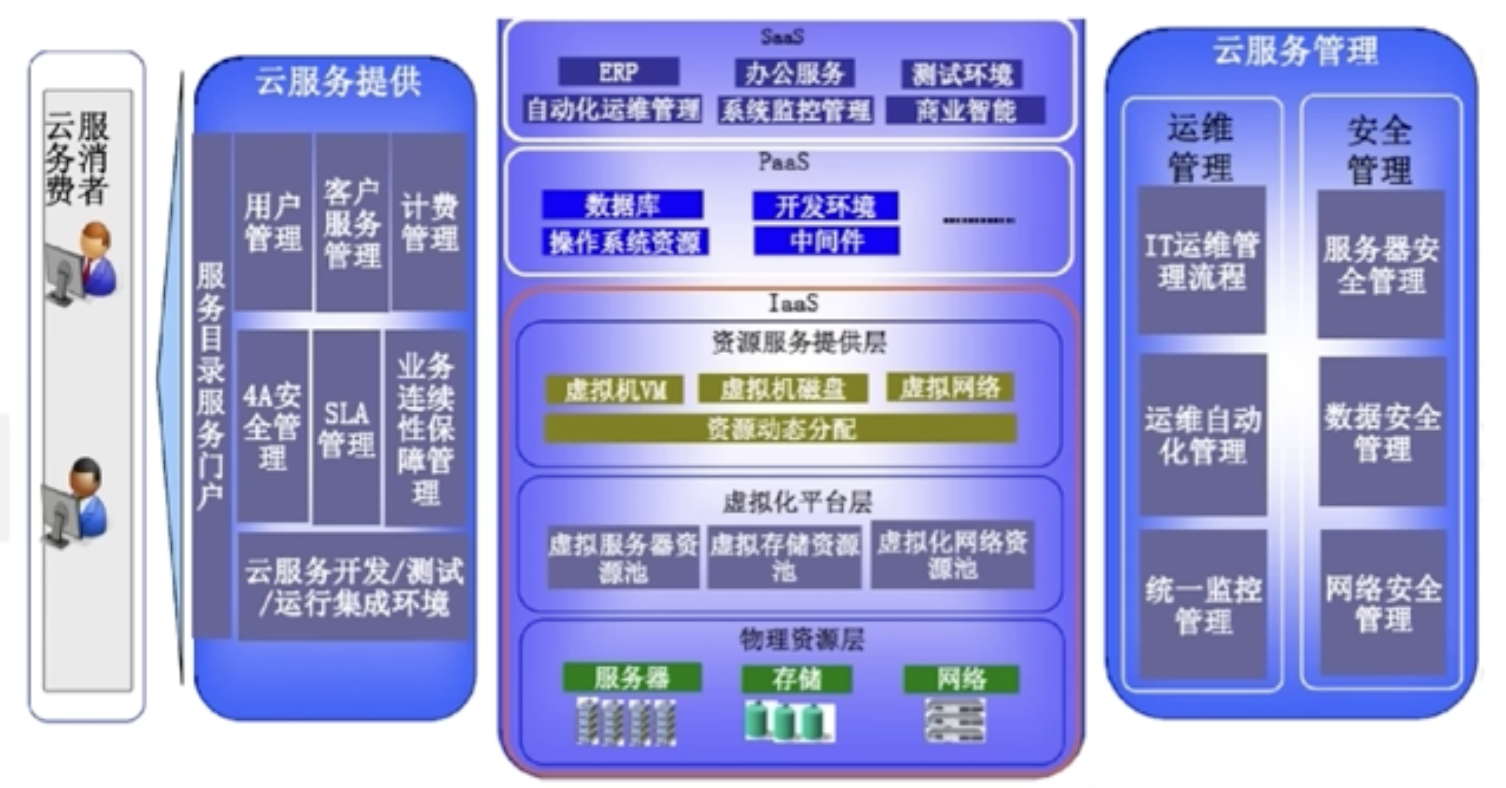 云服
务消
费者
云服务提供
服务目录服务门户
用户
管理
客户
服务
管理
计费
管理
4A安
全管
理
SLA
管理
业务
连续
性保
障管
理
云服务开发/测试
/运行集成环境
SaaS
ERP
办公服务
测试环境
自动化运维管理
系统监控管理
商业智能
PaaS
数据库
开发环境
操作系统资源
中间件
IaaS
资源服务提供层
虚拟机VM
虚拟机磁盘
虚拟网络
资源动态分配
虚拟化平台层
虚拟服务器资
源池
虚拟存储资源
池
虚拟化网络资
源池
物理资源层
服务器
存储
网络
云服务管理
运维
管理
IT运维管
理流程
运维自动
化管理
统一监控
管理
安全
管理
服务器安
全管理
数据安全
管理
网络安全
管理